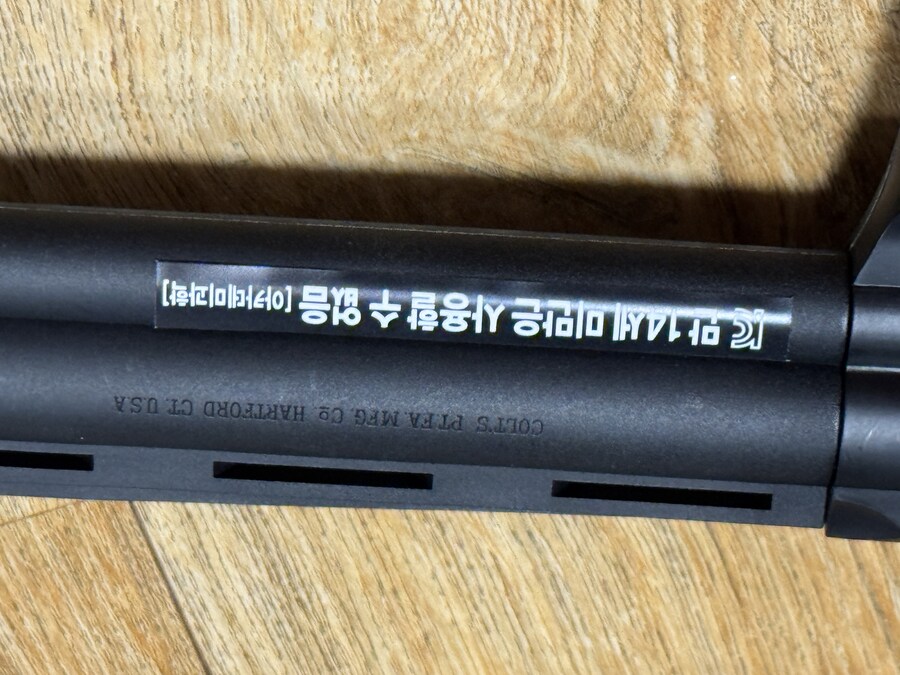 KC 만 14세 미만은 사용할 수 없음 [아카데미과학]
COLT'S PT.F.A. MFG. Co. HARTFORD CT. U.S.A